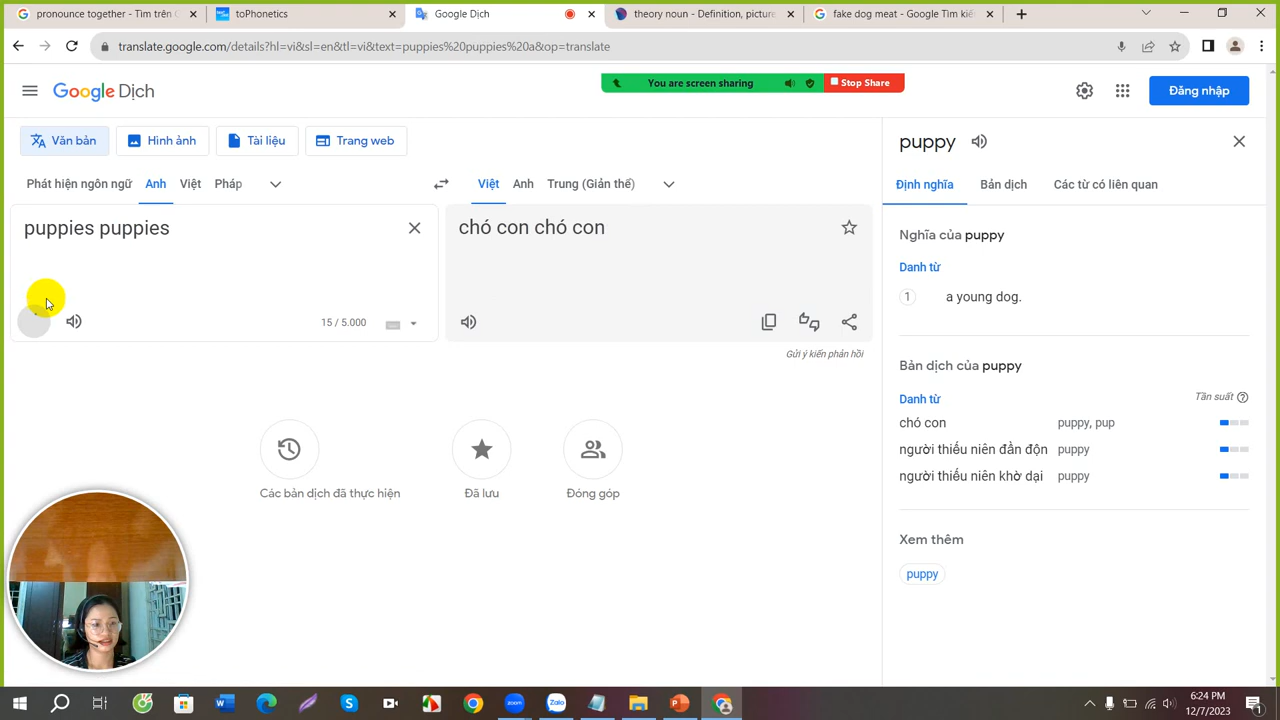 pronounce together - Tìm trên G
toPhonetics
Google Dịch
theory noun - Definition, picture
fake dog meat - Google Tìm kiế
translate.google.com/details?hl=vi&sl=en&tl=vi&text=puppies%20puppies%20a&op=translate
You are screen sharing
Stop Share
Google Dịch
Đăng nhập
Văn bản
Hình ảnh
Tài liệu
Trang web
puppy
Phát hiện ngôn ngữ
Anh
Việt
Pháp
Việt
Anh
Trung (Giản thể)
Định nghĩa
Bản dịch
Các từ có liên quan
puppies puppies
chó con chó con
Nghĩa của puppy
Danh từ
1 a young dog.
15 / 5.000
Gửi ý kiến phản hồi
Bản dịch của puppy
Danh từ
Tần suất
chó con puppy, pup
người thiếu niên đần độn puppy
người thiếu niên khờ dại puppy
Các bản dịch đã thực hiện
Đã lưu
Đóng góp
Xem thêm
puppy
zoom
Zalo
6:24 PM
12/7/2023